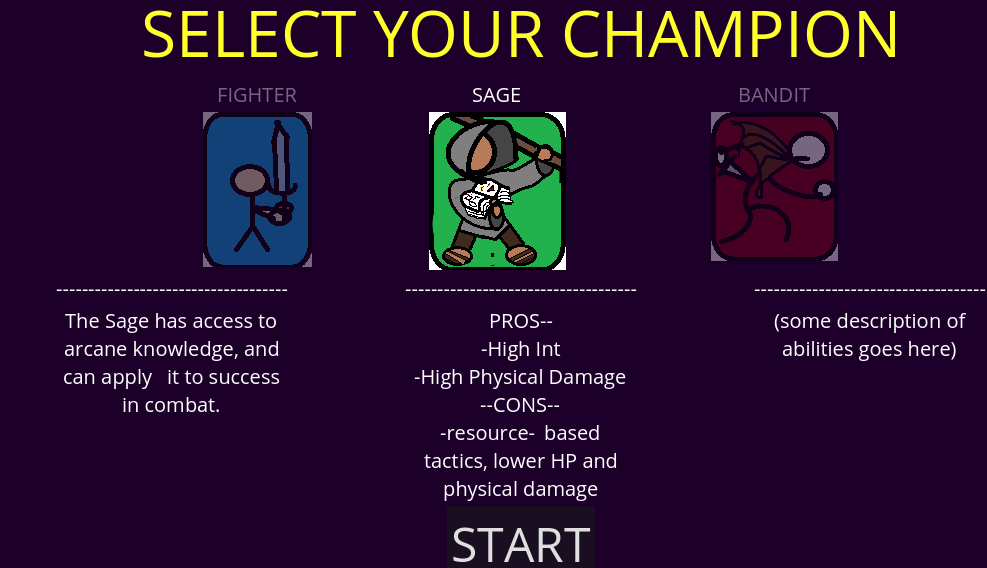 SELECT YOUR CHAMPION
FIGHTER
SAGE
BANDIT
------------------------------------
The Sage has access to
arcane knowledge, and
can apply   it to success
in combat.
------------------------------------
PROS--
-High Int
-High Physical Damage
--CONS--
-resource-  based
tactics, lower HP and
physical damage
------------------------------------
(some description of
abilities goes here)
START